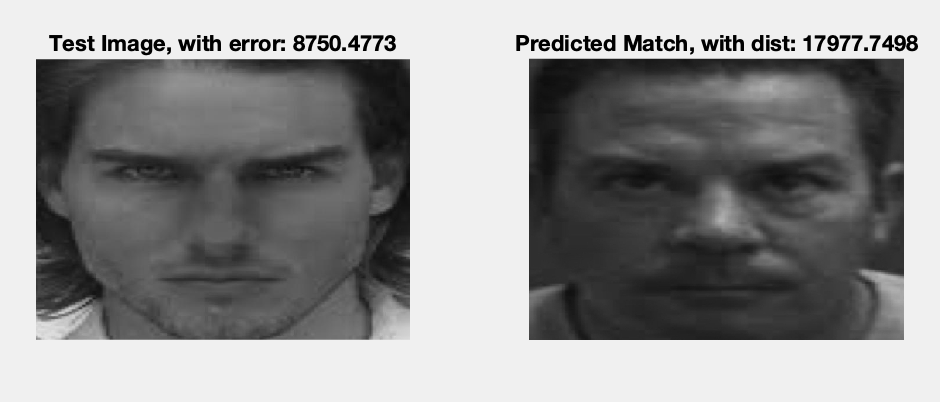 Test Image, with error: 8750.4773
Predicted Match, with dist: 17977.7498